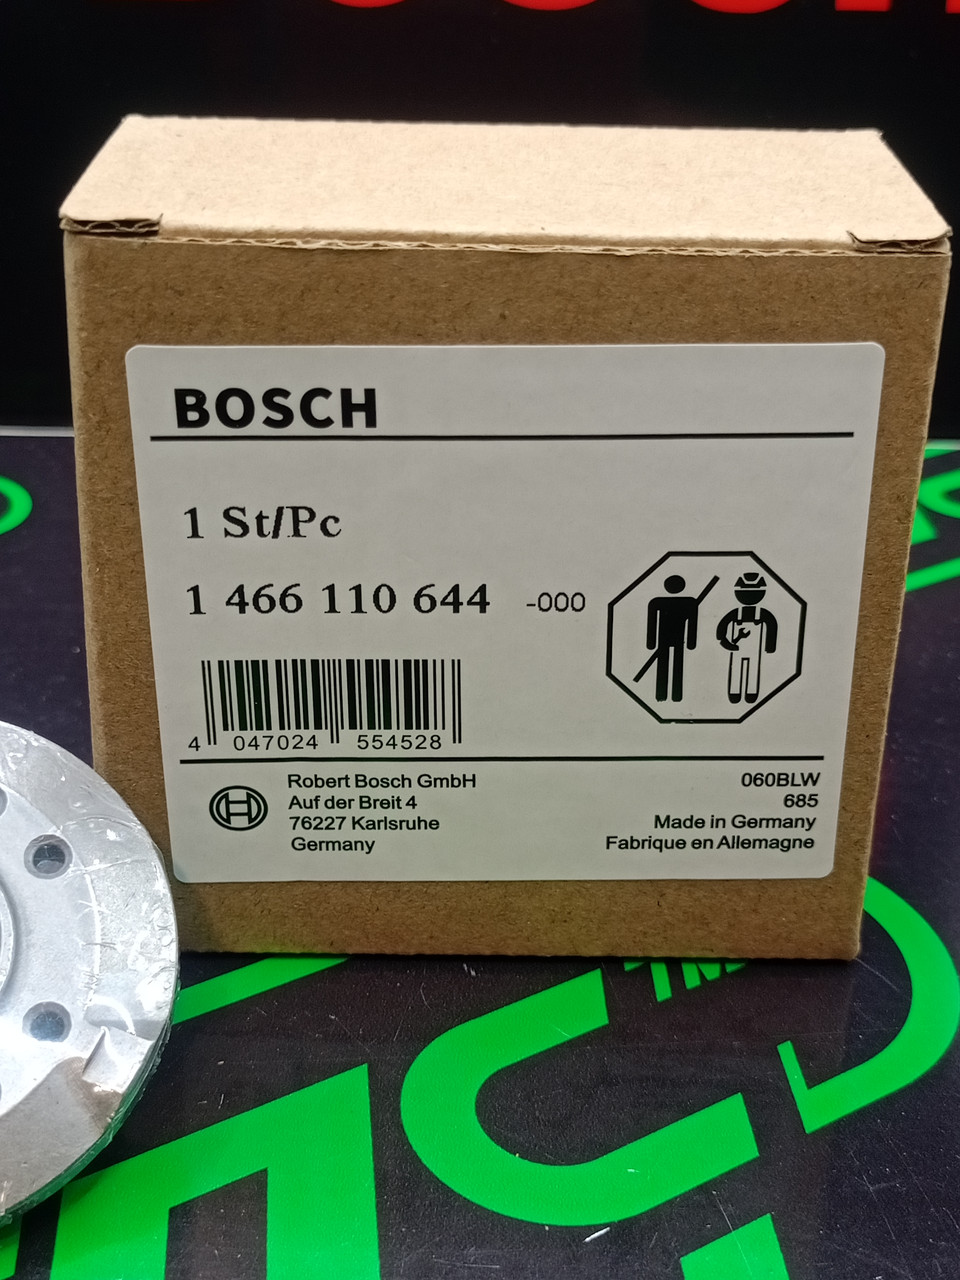 BOSCH
1 St/Pc
1 466 110 644 -000
4 047024 554528
Robert Bosch GmbH
Auf der Breit 4
76227 Karlsruhe
Germany
060BLW
685
Made in Germany
Fabrique en Allemagne
TM